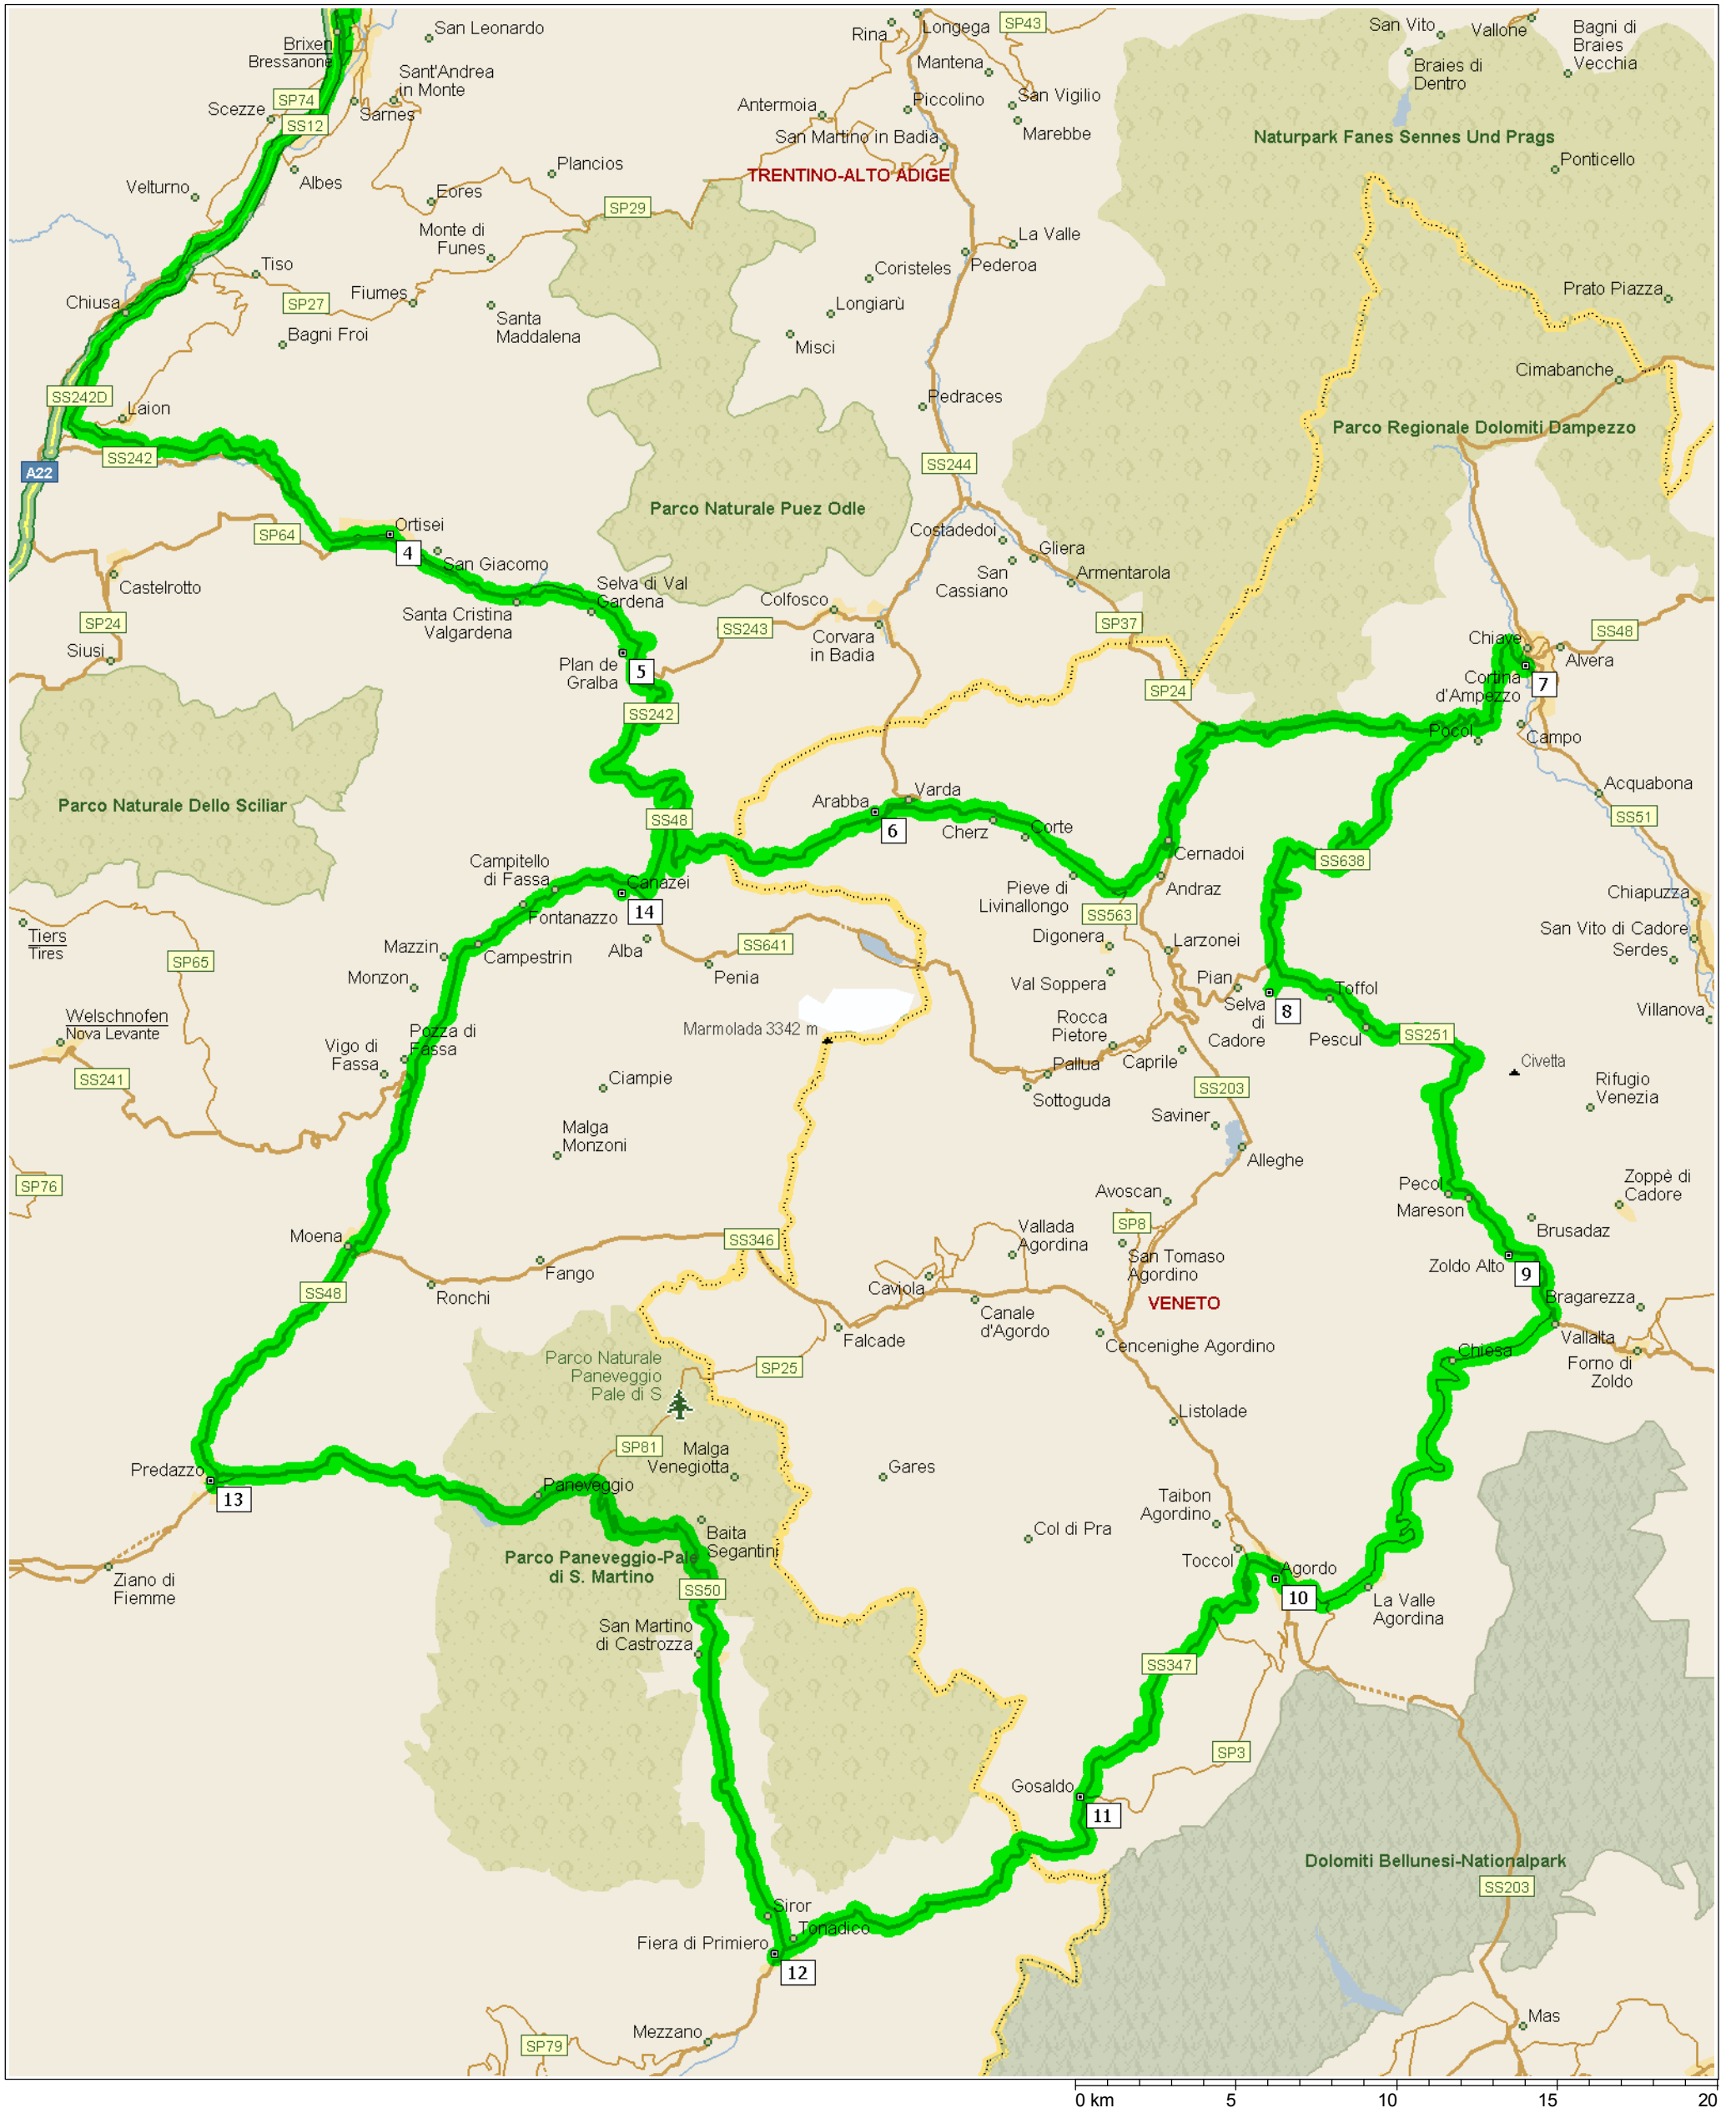 San Leonardo
Brixen
Bressanone
Rina
Longega
SP43
San Vito
Vallone
Bagni di
Braies
Vecchia
Mantena
Sant'Andrea
in Monte
Braies di
Dentro
SP74
Scezze
Sarnes
SS12
Antermoia
Piccolino
San Vigilio
Marebbe
San Martino in Badia
Naturpark Fanes Sennes Und Prags
Ponticello
Plancios
TRENTINO-ALTO ADIGE
Velturno
Albes
Eores
SP29
Monte di
Funes
La Valle
Pederoa
Tiso
Coristeles
Chiusa
SP27
Fiumes
Longiarù
Prato Piazza
Santa
Maddalena
Bagni Froi
Misci
Cimabanche
SS242D
Laion
Pedraces
Parco Regionale Dolomiti Dampezzo
SS242
A22
SS244
Parco Naturale Puez Odle
Ortisei
4
SP64
San Giacomo
Costadedoi
Gliera
San
Cassiano
Armentarola
Castelrotto
Selva di Val
Gardena
Santa Cristina
Valgardena
Colfosco
SP24
SS243
Corvara
in Badia
SP37
SS48
Siusi
Plan de
Gralba
5
Chiave
Alvera
Cortina
d'Ampezzo
7
SP24
SS242
Pocol
Campo
Parco Naturale Dello Sciliar
Arabba
Varda
6
Acquabona
SS48
Cherz
Corte
SS51
Cernadoi
SS638
Campitello
di Fassa
Canazei
14
Pieve di
Livinallongo
Andraz
Chiapuzza
Fontanazzo
SS563
Tiers
Tires
Mazzin
Campestrin
Alba
SS641
Digonera
Larzonei
San Vito di Cadore
Serdes
SP65
Monzon
Penia
Val Soppera
Pian
Toffol
Selva
di
Cadore
8
Villanova
Welschnofen
Nova Levante
Pozza di
Fassa
Marmolada 3342 m
Rocca
Pietore
Caprile
Pescul
SS251
Vigo di
Fassa
Civetta
SS241
Ciampie
Pallua
Sottoguda
SS203
Rifugio
Venezia
Malga
Monzoni
Saviner
Alleghe
SP76
Avoscan
Pecol
Mareson
Zoppè di
Cadore
Moena
SS346
Vallada
Agordina
SP8
San Tomaso
Agordino
Brusadaz
Fango
Ronchi
Caviola
Zoldo Alto
9
SS48
Canale
d'Agordo
VENETO
Bragarezza
Falcade
Cencenighe Agordino
Vallalta
Chiesa
Forno di
Zoldo
Parco Naturale
Paneveggio
Pale di S
SP25
Listolade
SP81
Malga
Venegiotta
Gares
Predazzo
13
Paneveggio
Taibon
Agordino
Baita
Segantini
Col di Pra
Toccol
Agordo
10
Parco Paneveggio-Pale
di S. Martino
Ziano di
Fiemme
SS50
La Valle
Agordina
San Martino
di Castrozza
SS347
SP3
Gosaldo
11
Dolomiti Bellunesi-Nationalpark
SS203
Siror
Tonadico
Fiera di Primiero
12
Mezzano
SP79
Mas
0 km
5
10
15
20